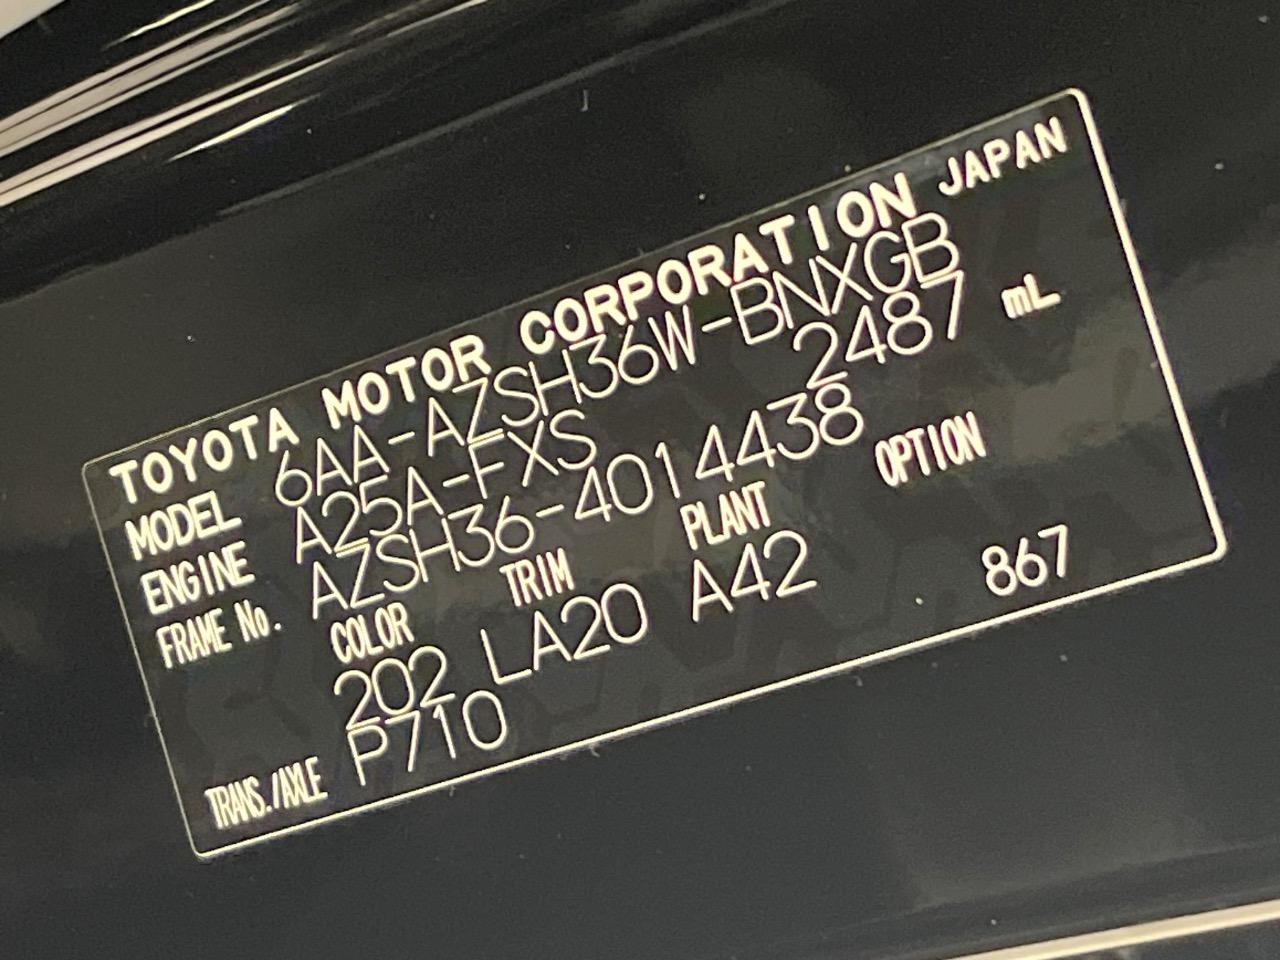 TOYOTA MOTOR CORPORATION JAPAN
MODEL 6AA-AZSH36W-BNXGB
ENGINE A25A-FXS 2487 mL
FRAME No. AZSH36-4014438
COLOR TRIM PLANT OPTION
202 LA20 A42 867
TRANS./AXLE P710